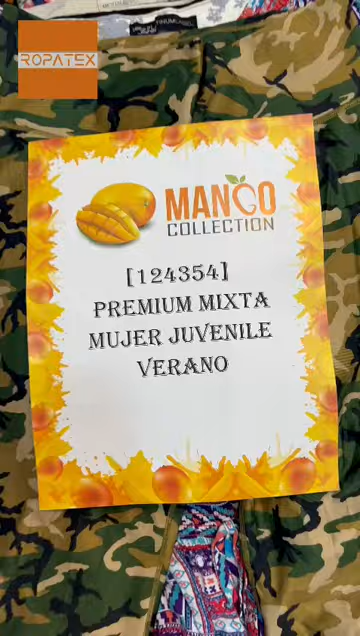 ROPATEX
MANGO
COLLECTION
[124354]
PREMIUM MIXTA
MUJER JUVENILE
VERANO